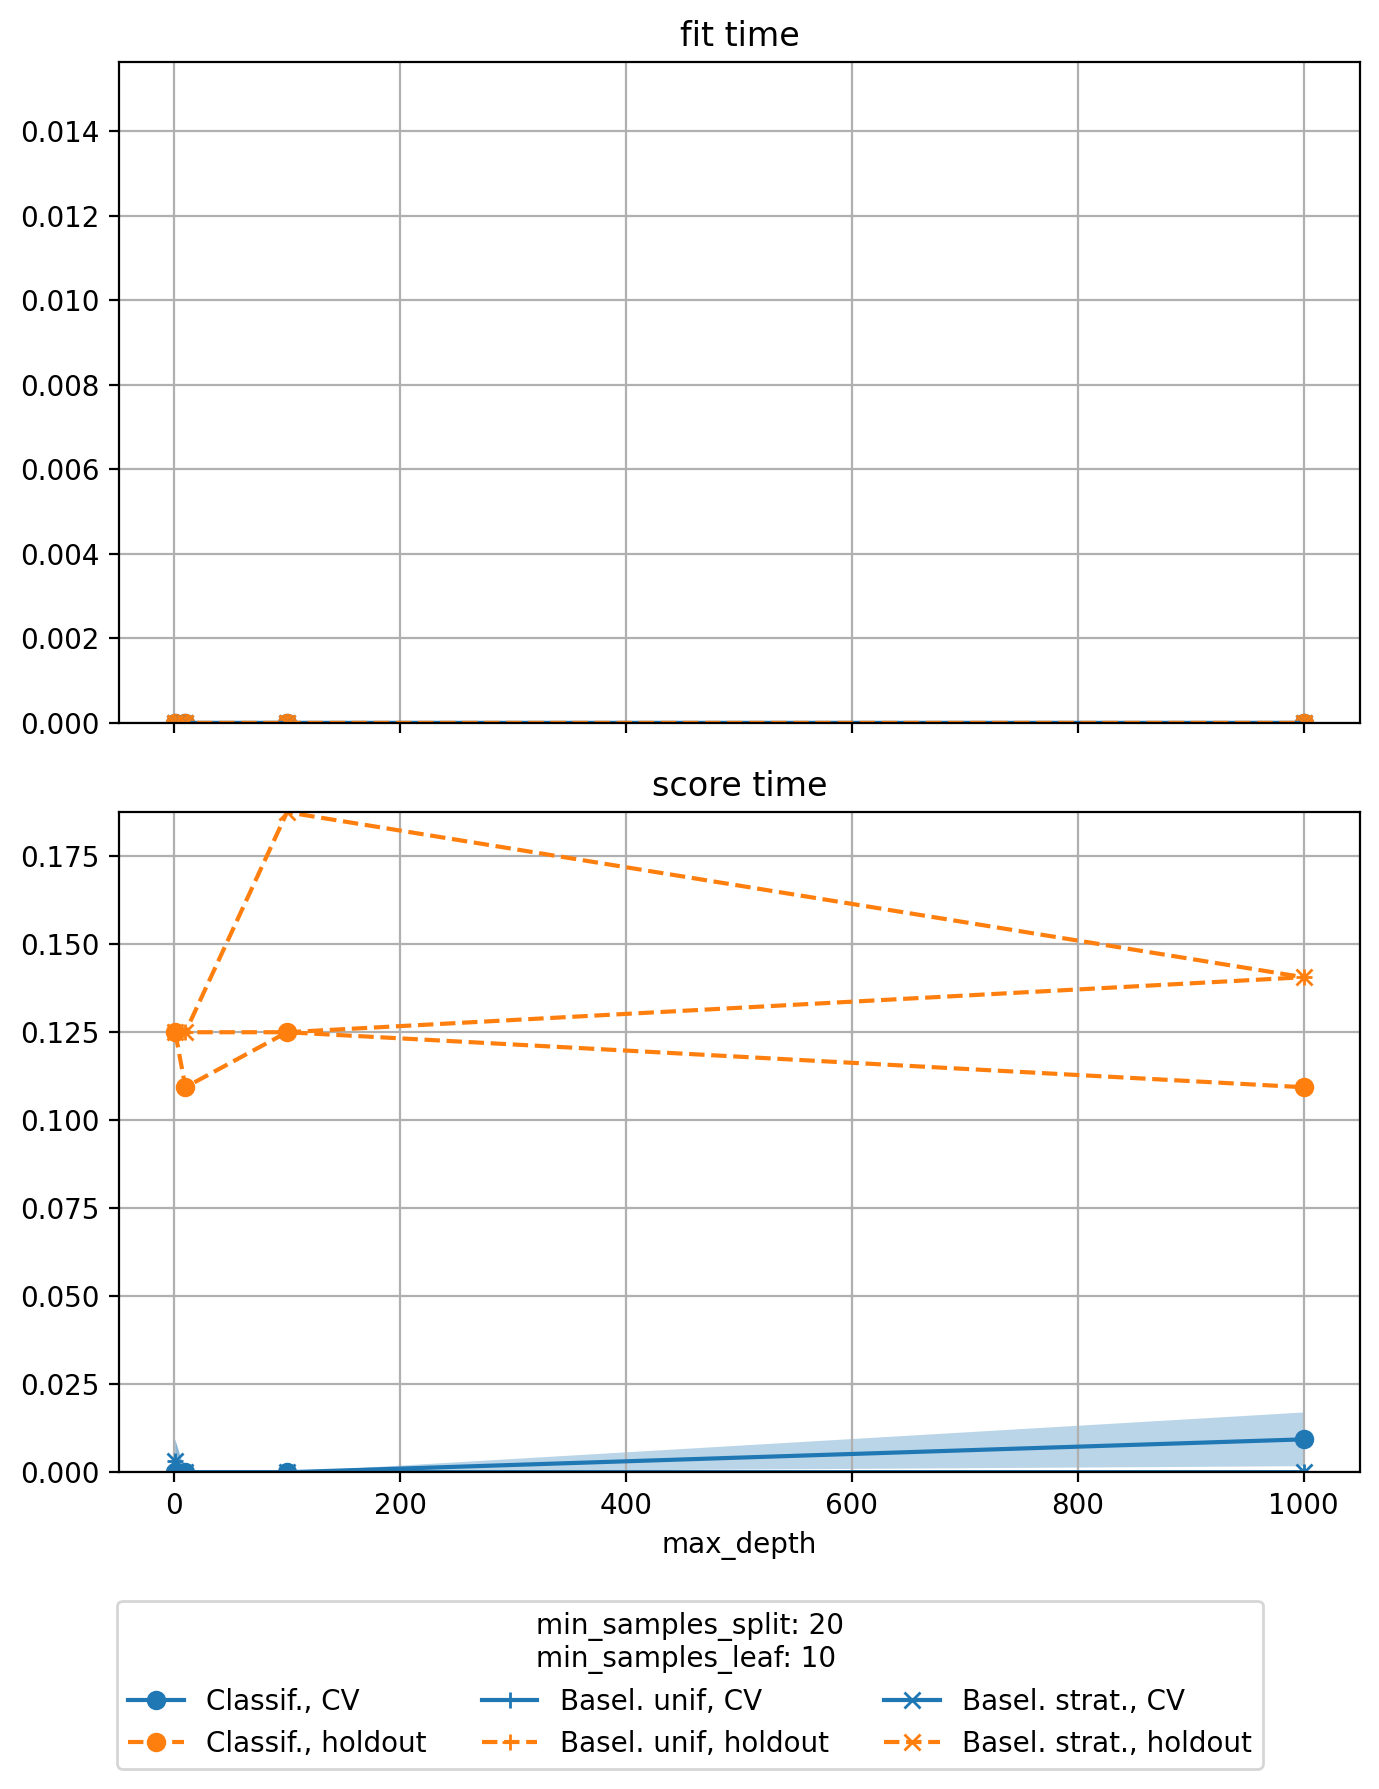 fit time
0.014
0.012
0.010
0.008
0.006
0.004
0.002
0.000
score time
0.175
0.150
0.125
0.100
0.075
0.050
0.025
0.000
0 200 400 600 800 1000
max_depth
min_samples_split: 20
min_samples_leaf: 10
Classif., CV Basel. unif, CV Basel. strat., CV
Classif., holdout Basel. unif, holdout Basel. strat., holdout